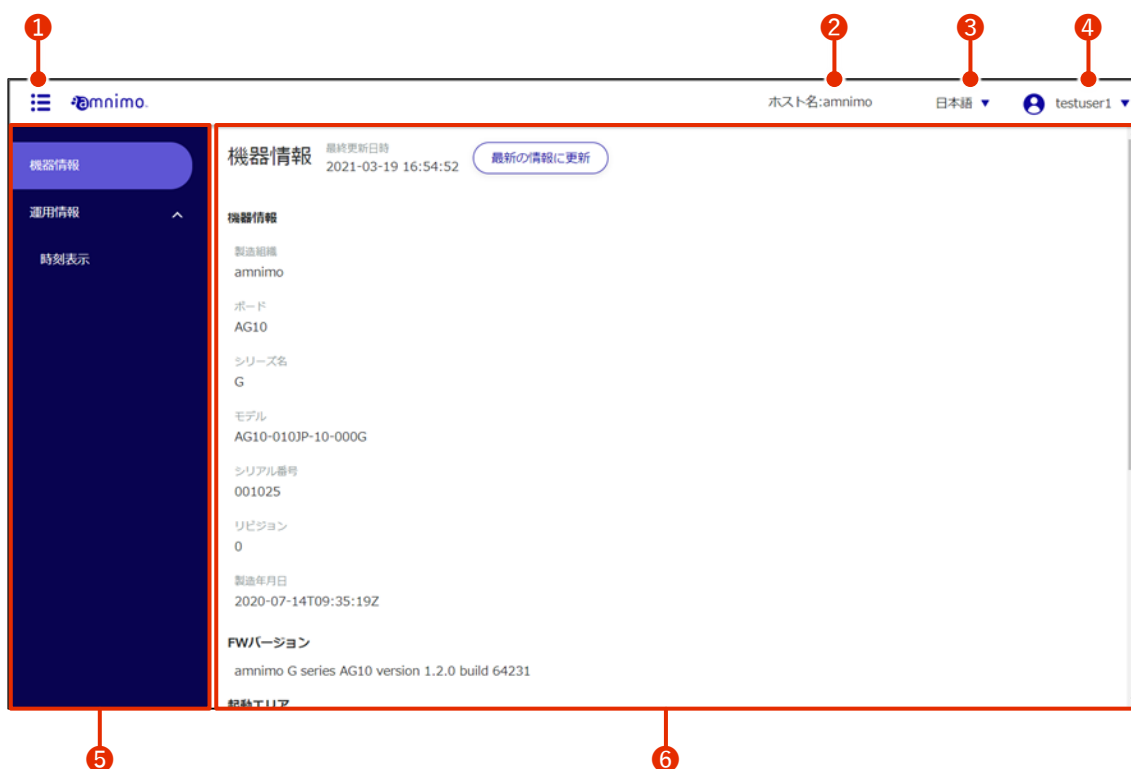 1
2
3
4
amnimo.
ホスト名:amnimo
日本語 ▼
testuser1 ▼
機器情報
運用情報
時刻表示
機器情報
最終更新日時
2021-03-19 16:54:52
最新の情報に更新
機器情報
製造組織
amnimo
ボード
AG10
シリーズ名
G
モデル
AG10-010JP-10-000G
シリアル番号
001025
リビジョン
0
製造年月日
2020-07-14T09:35:19Z
FWバージョン
amnimo G series AG10 version 1.2.0 build 64231
起動エリア
5
6